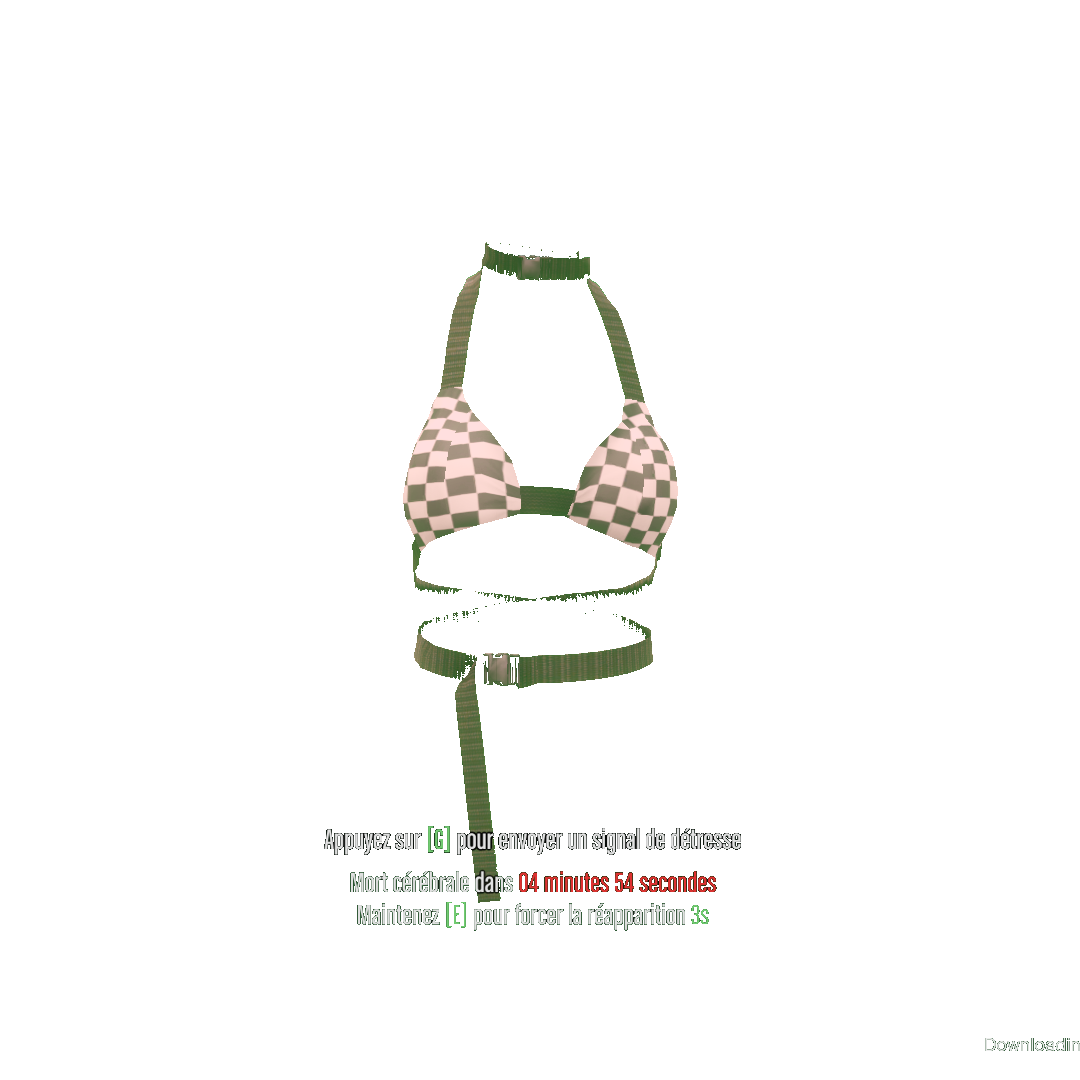 Appuyez sur [G] pour envoyer un signal de détresse
Mort cérébrale dans 04 minutes 54 secondes
Maintenez [E] pour forcer la réapparition 3s
Downloadin